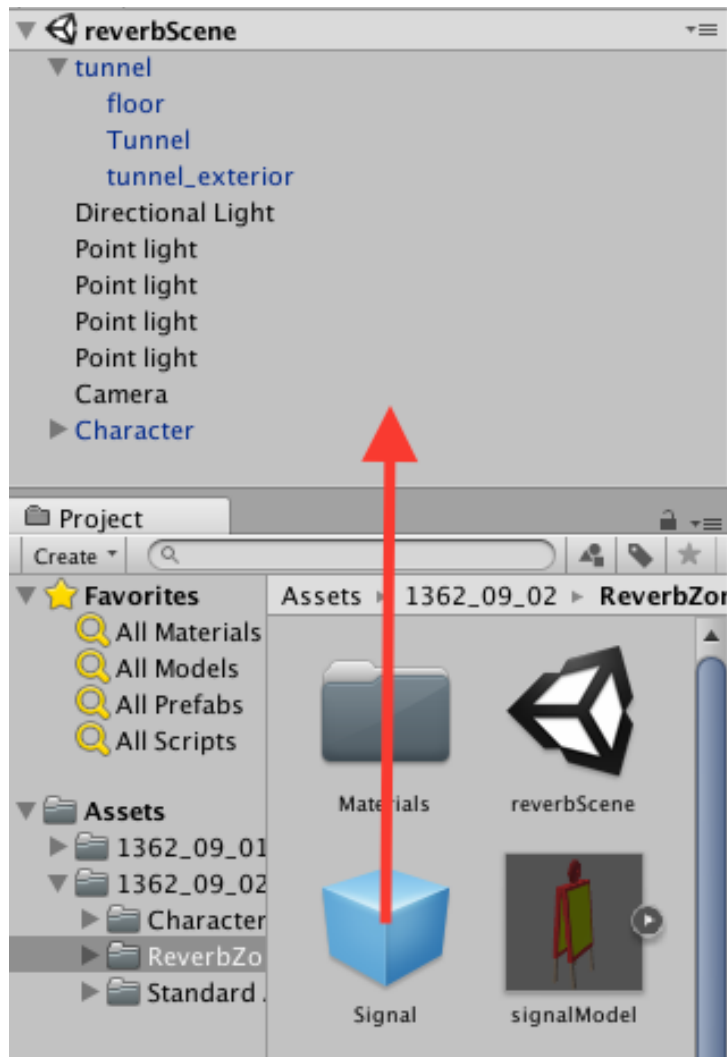 reverbScene
tunnel
floor
Tunnel
tunnel_exterior
Directional Light
Point light
Point light
Point light
Point light
Camera
Character
Project
Create
Favorites
All Materials
All Models
All Prefabs
All Scripts
Assets
1362_09_01
1362_09_02
Character
ReverbZo
Standard
Assets 1362_09_02 ReverbZor
Materials
reverbScene
Signal
signalModel